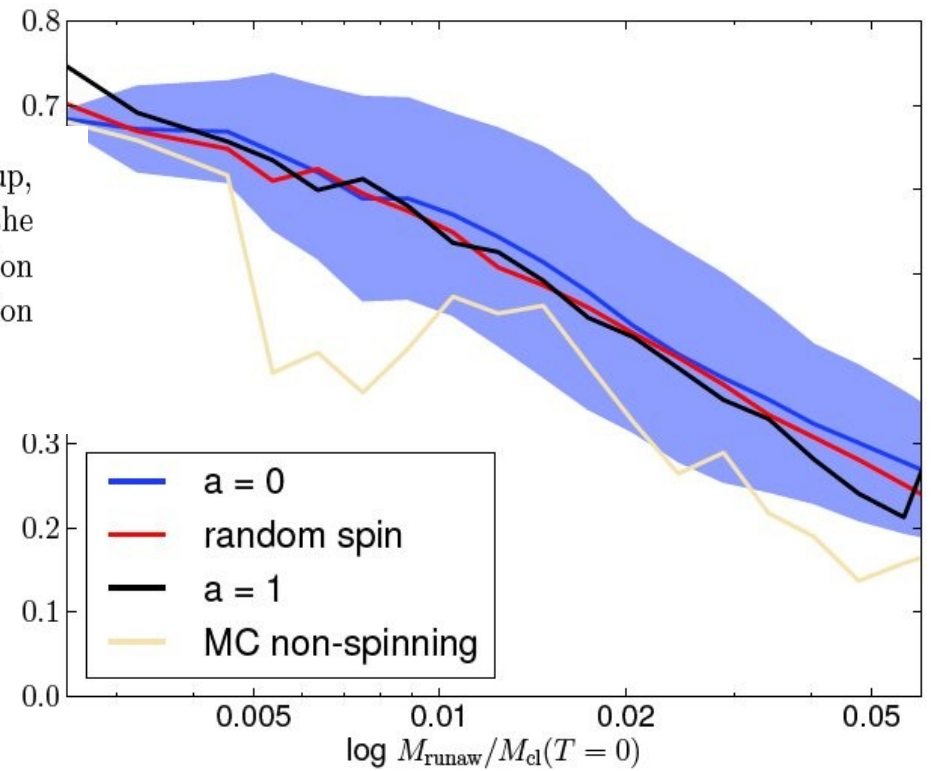 0.8
0.7
up,
the
on
on
0.3
0.2
0.1
0.0
a = 0
random spin
a = 1
MC non-spinning
0.005 0.01 0.02 0.05
log M_runaw/M_cl(T = 0)